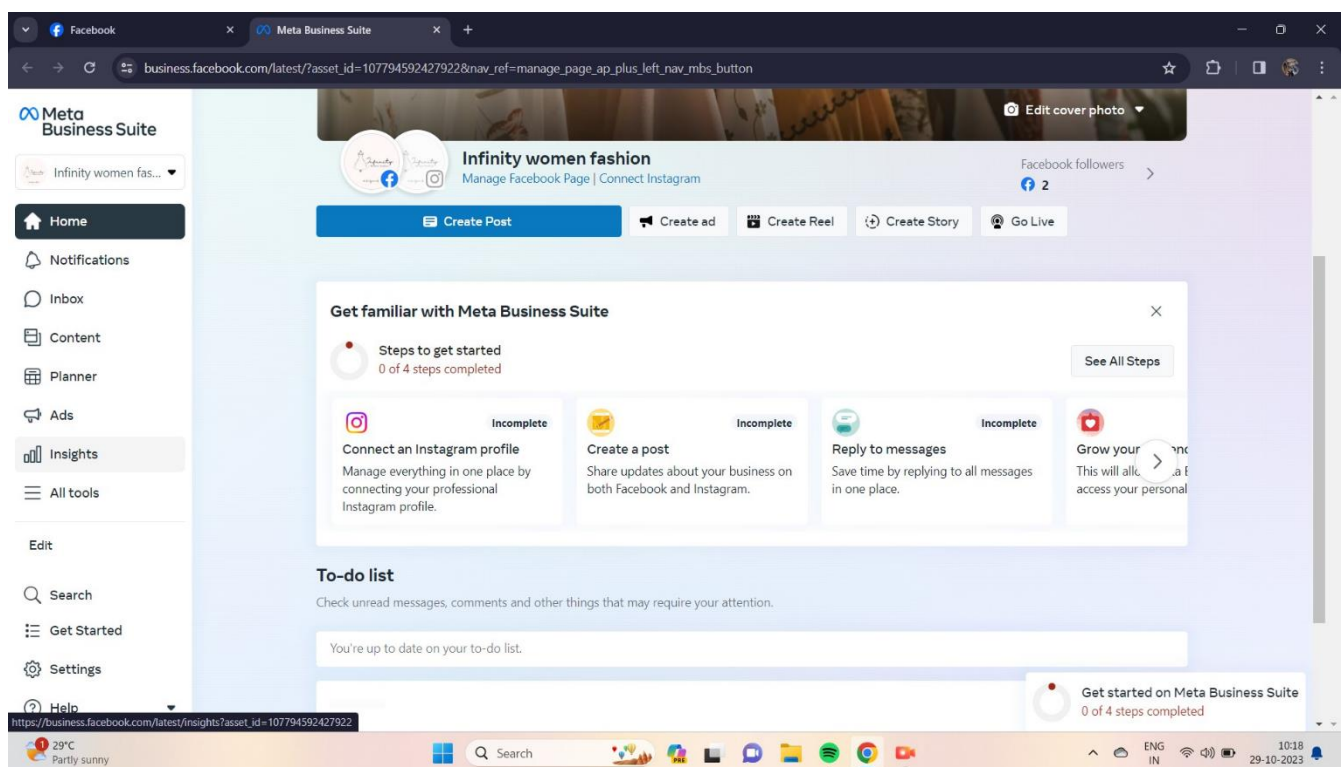 Facebook
Meta Business Suite
business.facebook.com/latest/?asset_id=107794592427922&nav_ref=manage_page_ap_plus_left_nav_mbs_button
Meta
Business Suite
Infinity women fas...
Home
Notifications
Inbox
Content
Planner
Ads
Insights
All tools
Edit
Search
Get Started
Settings
Help
https://business.facebook.com/latest/insights?asset_id=107794592427922
Edit cover photo
Infinity women fashion
Manage Facebook Page | Connect Instagram
Facebook followers
2
Create Post
Create ad
Create Reel
Create Story
Go Live
Get familiar with Meta Business Suite
Steps to get started
0 of 4 steps completed
See All Steps
Incomplete
Connect an Instagram profile
Manage everything in one place by
connecting your professional
Instagram profile.
Incomplete
Create a post
Share updates about your business on
both Facebook and Instagram.
Incomplete
Reply to messages
Save time by replying to all messages
in one place.
Grow your
This will
access your personal
To-do list
Check unread messages, comments and other things that may require your attention.
You're up to date on your to-do list.
Get started on Meta Business Suite
0 of 4 steps completed
1
29°C
Partly sunny
Search
PRE
ENG
IN
10:18
29-10-2023